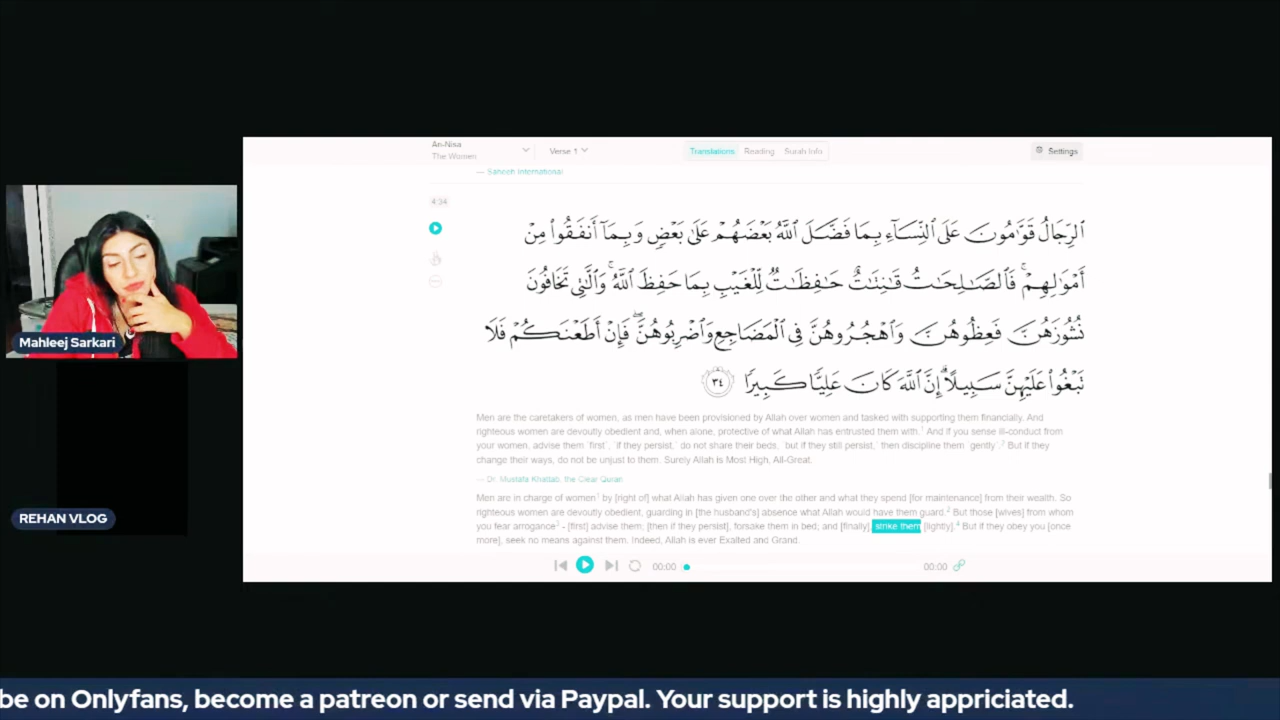 An-Nisa
The Women
Verse 1
Translations Reading Surah Info
Settings
— Saheeh International
4:34
ٱلرِّجَالُ قَوَّٰمُونَ عَلَى ٱلنِّسَآءِ بِمَا فَضَّلَ ٱللَّهُ بَعْضَهُمْ عَلَىٰ بَعْضٍ وَبِمَآ أَنفَقُوا۟ مِنْ
أَمْوَٰلِهِمْ ۚ فَٱلصَّـٰلِحَـٰتُ قَـٰنِتَـٰتٌ حَـٰفِظَـٰتٌ لِّلْغَيْبِ بِمَا حَفِظَ ٱللَّهُ ۚ وَٱلَّـٰتِى تَخَافُونَ
نُشُوزَهُنَّ فَعِظُوهُنَّ وَٱهْجُرُوهُنَّ فِى ٱلْمَضَاجِعِ وَٱضْرِبُوهُنَّ ۖ فَإِنْ أَطَعْنَكُمْ فَلَا
تَبْغُوا۟ عَلَيْهِنَّ سَبِيلًا ۗ إِنَّ ٱللَّهَ كَانَ عَلِيًّا كَبِيرًا ٣٤
Men are the caretakers of women, as men have been provisioned by Allah over women and tasked with supporting them financially. And
righteous women are devoutly obedient and, when alone, protective of what Allah has entrusted them with.1 And if you sense ill-conduct from
your women, advise them ˹first˺, ˹if they persist,˺ do not share their beds, ˹but if they still persist,˺ then discipline them ˹gently˺.2 But if they
change their ways, do not be unjust to them. Surely Allah is Most High, All-Great.
— Dr. Mustafa Khattab, the Clear Quran
Men are in charge of women1 by [right of] what Allah has given one over the other and what they spend [for maintenance] from their wealth. So
righteous women are devoutly obedient, guarding in [the husband's] absence what Allah would have them guard.2 But those [wives] from whom
you fear arrogance3 - [first] advise them; [then if they persist], forsake them in bed; and [finally], strike them [lightly].4 But if they obey you [once
more], seek no means against them. Indeed, Allah is ever Exalted and Grand.
00:00
00:00
Mahleej Sarkari
REHAN VLOG
be on Onlyfans, become a patreon or send via Paypal. Your support is highly appriciated.